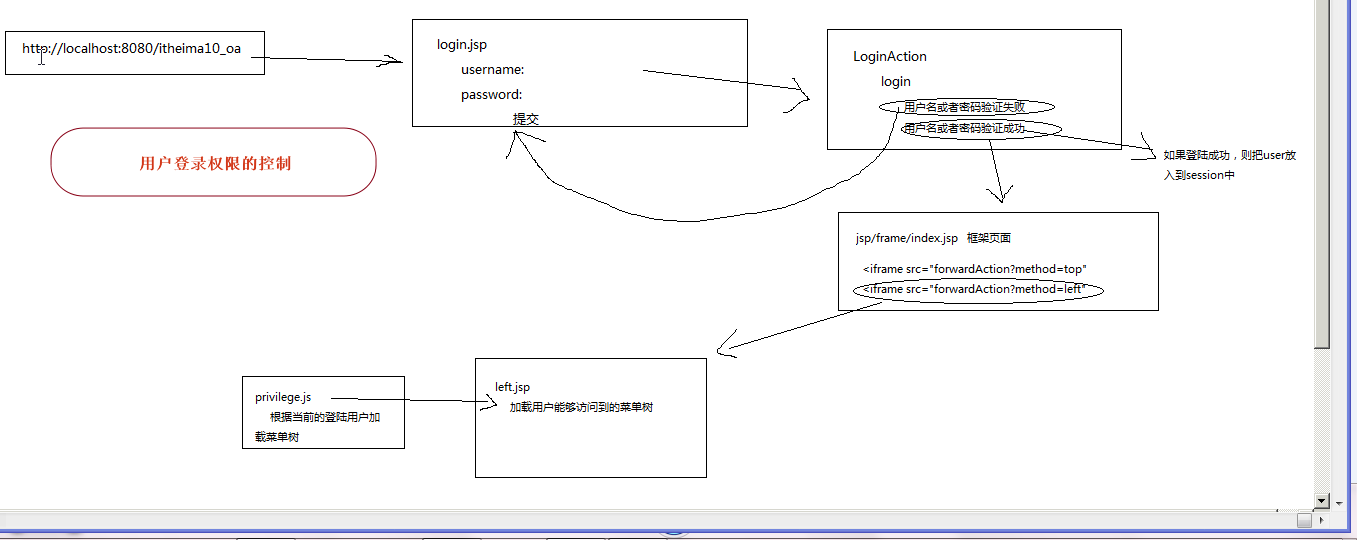 http://localhost:8080/itheima10_oa
login.jsp
username:
password:
提交
LoginAction
login
用户名或者密码验证失败
用户名或者密码验证成功
如果登陆成功，则把user放
入到session中
用户登录权限的控制
jsp/frame/index.jsp 框架页面
<iframe src="forwardAction?method=top"
<iframe src="forwardAction?method=left"
privilege.js
根据当前的登陆用户加
载菜单树
left.jsp
加载用户能够访问到的菜单树